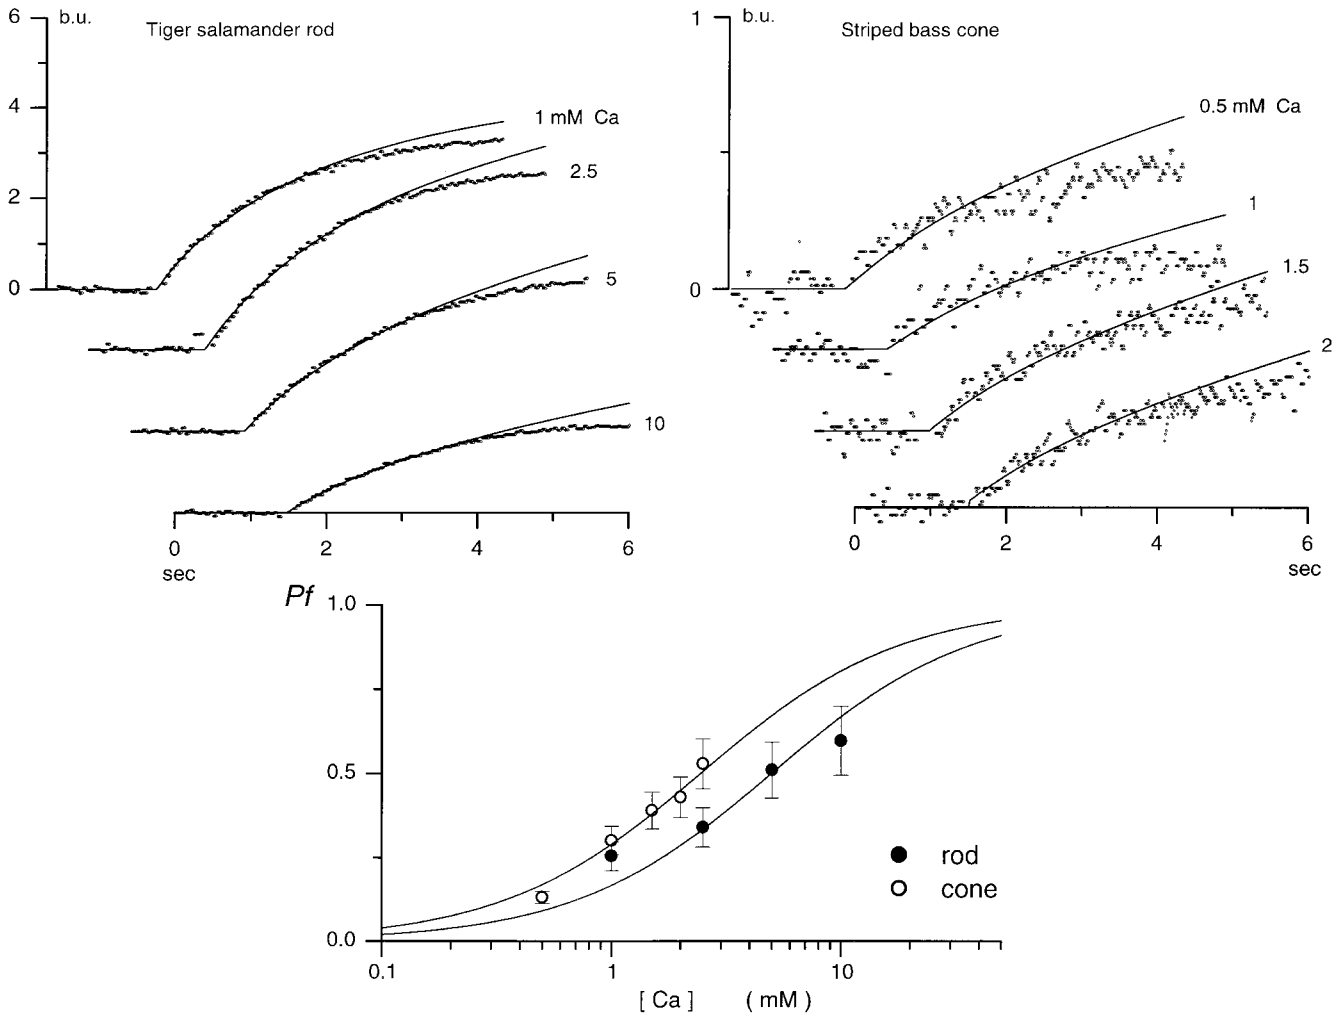 6
b.u.
Tiger salamander rod
4
2
0
1 mM Ca
2.5
5
10
0
2
4
6
sec
1
b.u.
Striped bass cone
0
0.5 mM Ca
1
1.5
2
0
2
4
6
sec
Pf
1.0
0.5
0.0
0.1
1
10
[ Ca ] ( mM )
rod
cone